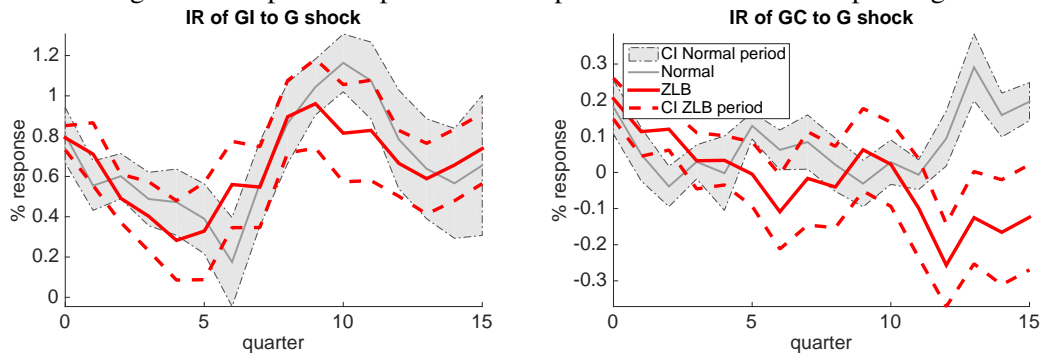 IR of GI to G shock
% response
1.2
1
0.8
0.6
0.4
0.2
0
0
5
10
15
quarter
IR of GC to G shock
% response
0.3
0.2
0.1
0
-0.1
-0.2
-0.3
0
5
10
15
quarter
CI Normal period
Normal
ZLB
CI ZLB period